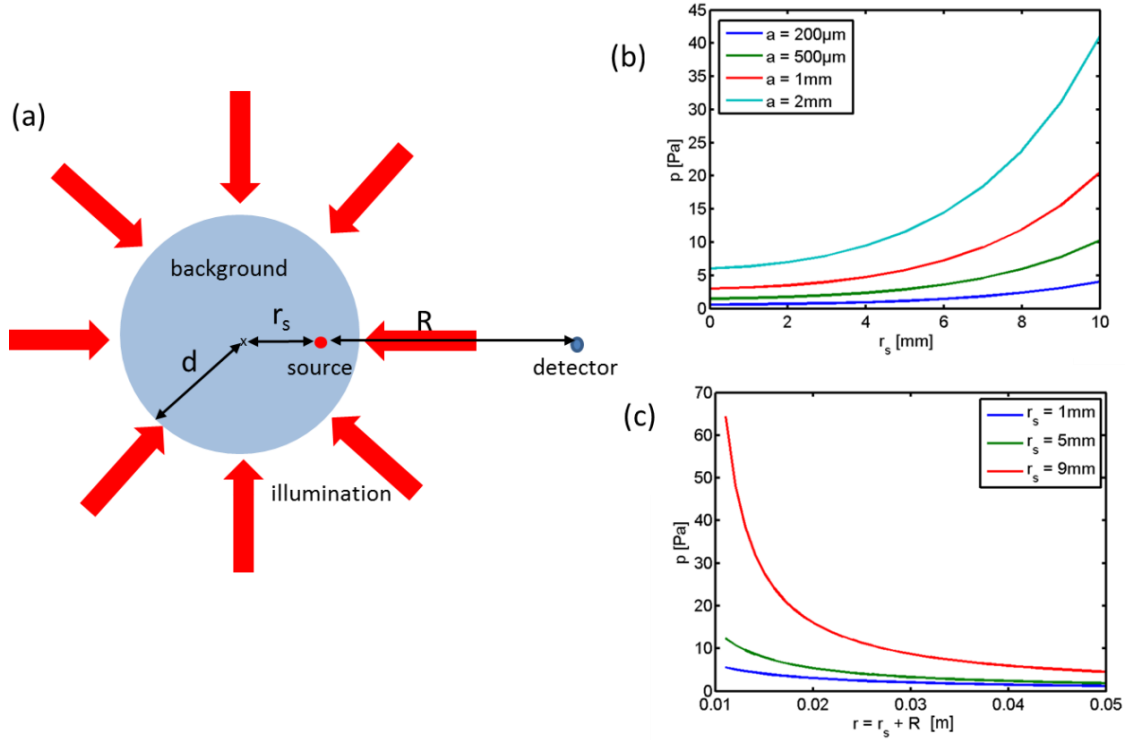 (a)
background
r_s
R
d
source
detector
illumination
(b)
p [Pa]
45
40
35
30
25
20
15
10
5
0
a = 200µm
a = 500µm
a = 1mm
a = 2mm
0 2 4 6 8 10
r_s [mm]
(c)
p [Pa]
70
60
50
40
30
20
10
0
r_s = 1mm
r_s = 5mm
r_s = 9mm
0.01 0.02 0.03 0.04 0.05
r = r_s + R [m]